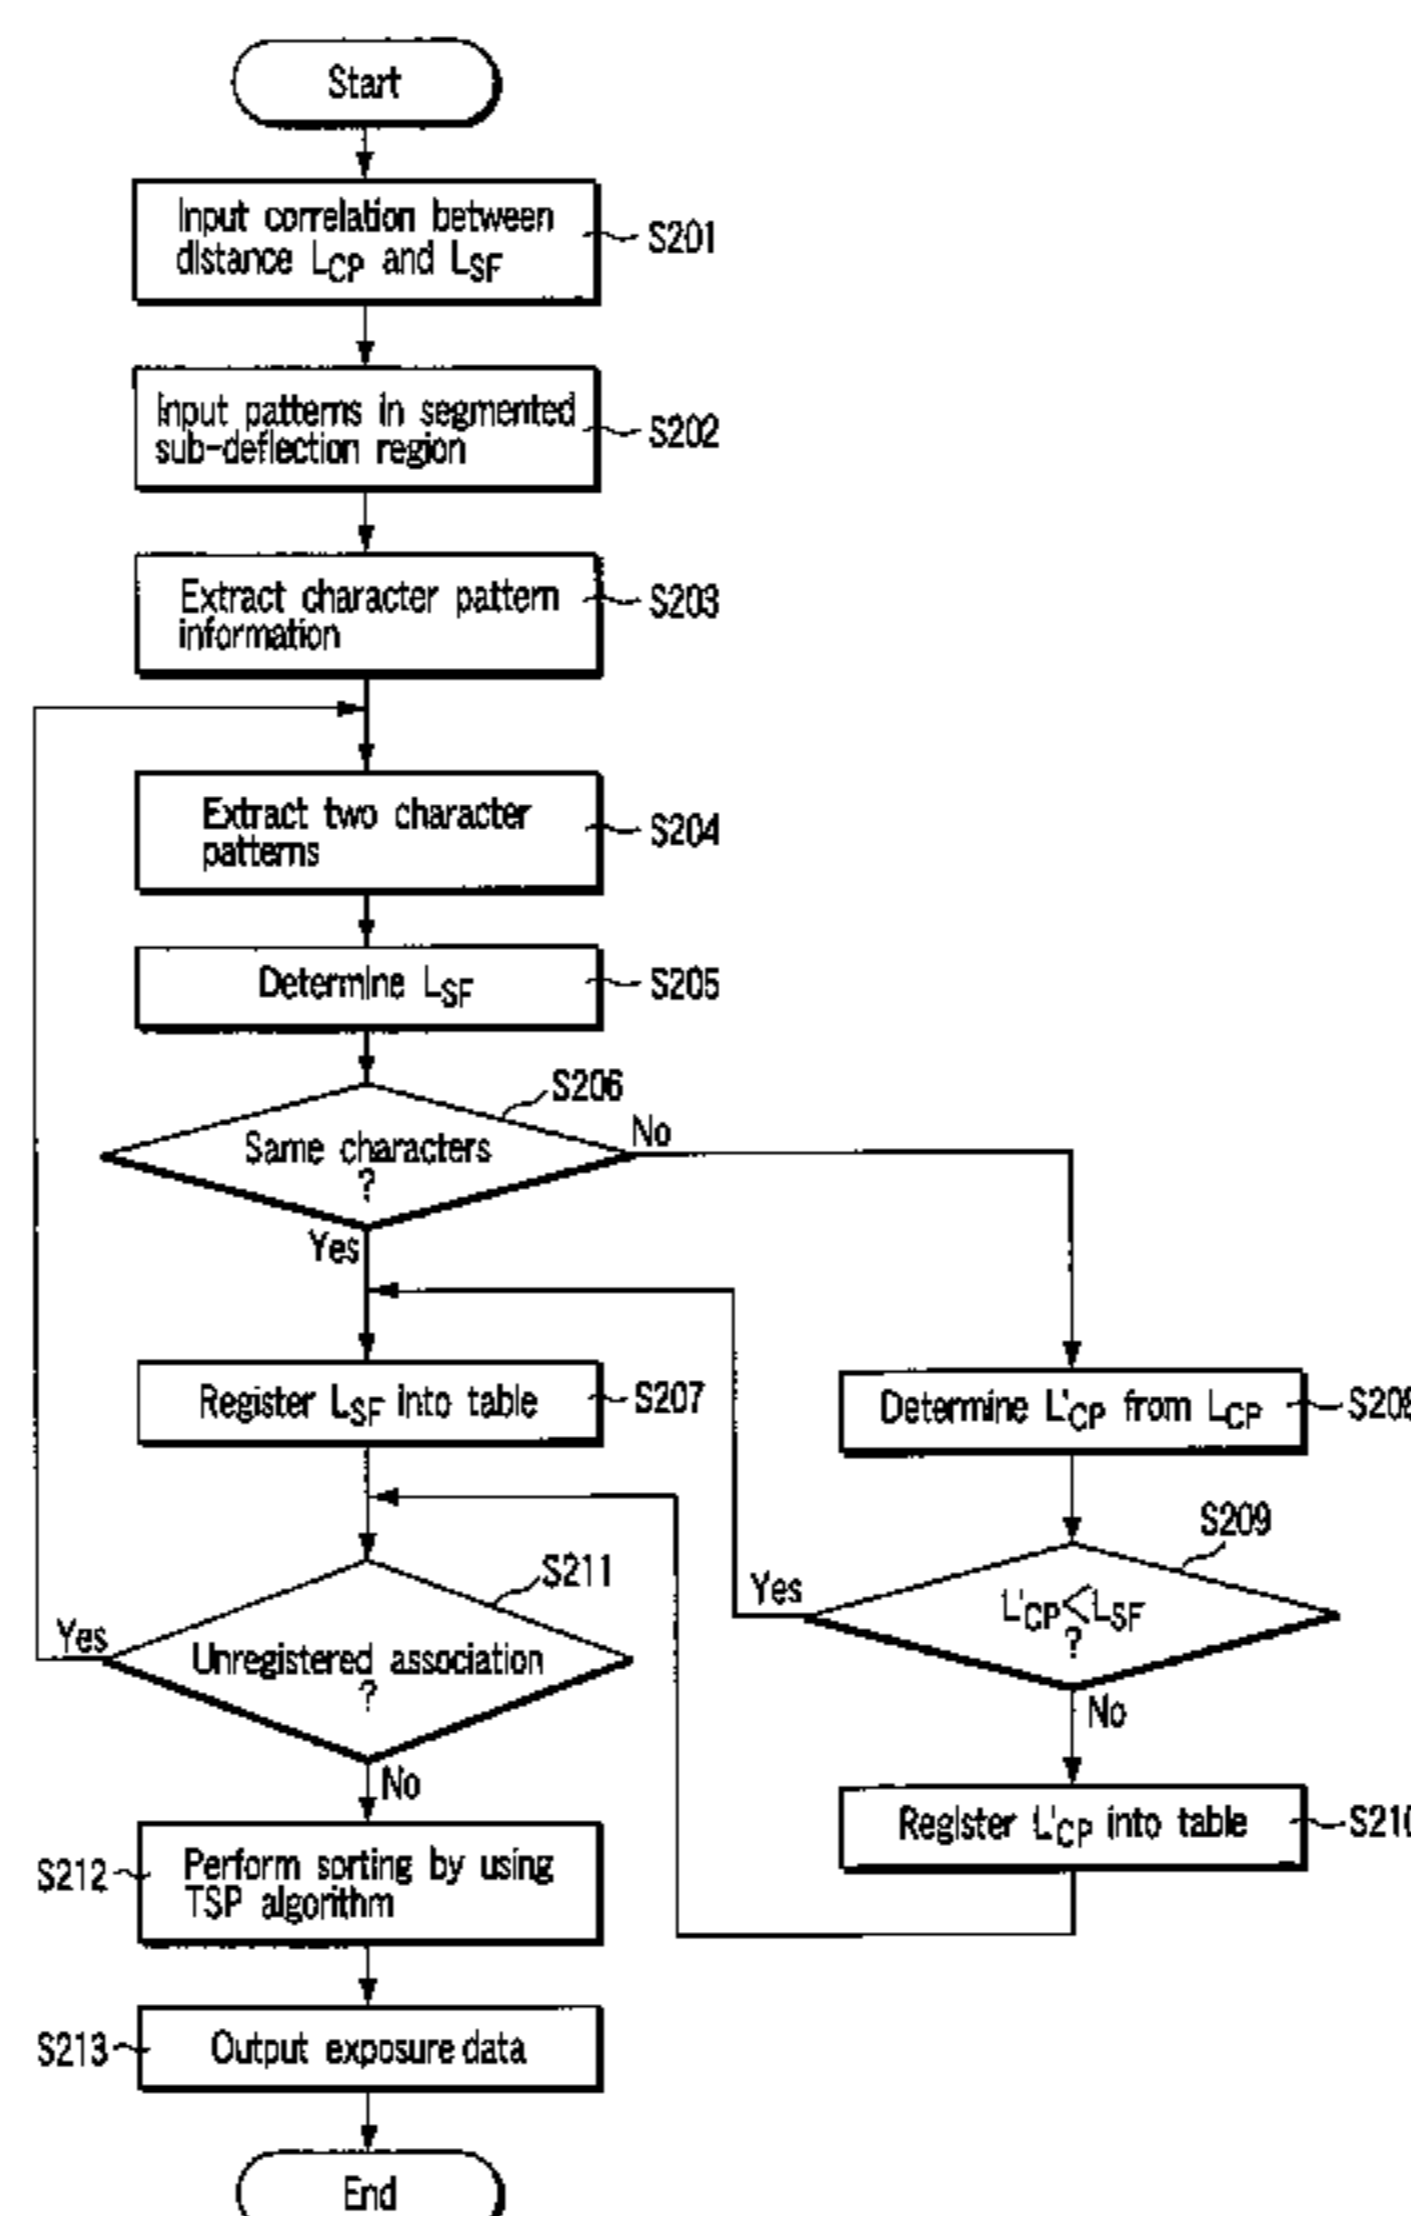 Start
Input correlation between
distance LCP and LSF
S201
Input patterns in segmented
sub-deflection region
S202
Extract character pattern
information
S203
Extract two character
patterns
S204
Determine LSF
S205
S206
Same characters
?
No
Yes
Register LSF into table
S207
Determine L'CP from LCP
S208
S209
L'CP<LSF
?
Yes
No
Register L'CP into table
S210
S211
Unregistered association
?
Yes
No
S212
Perform sorting by using
TSP algorithm
S213
Output exposure data
End